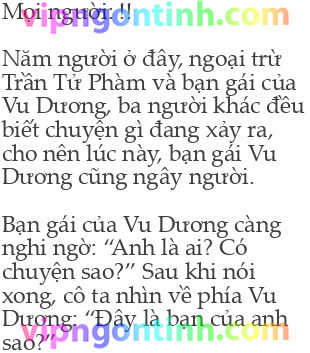 Mọi người: !!
vipngontinh.com
Năm người ở đây, ngoại trừ
Trần Tử Phàm và bạn gái của
Vu Dương, ba người khác đều
biết chuyện gì đang xảy ra,
cho nên lúc này, bạn gái Vu
Dương cũng ngây người.
Bạn gái của Vu Dương càng
nghi ngờ: “Anh là ai? Có
chuyện sao?” Sau khi nói
xong, cô ta nhìn về phía Vu
Dương: “Đây là bạn của anh
vipngontinh.com
sao?”